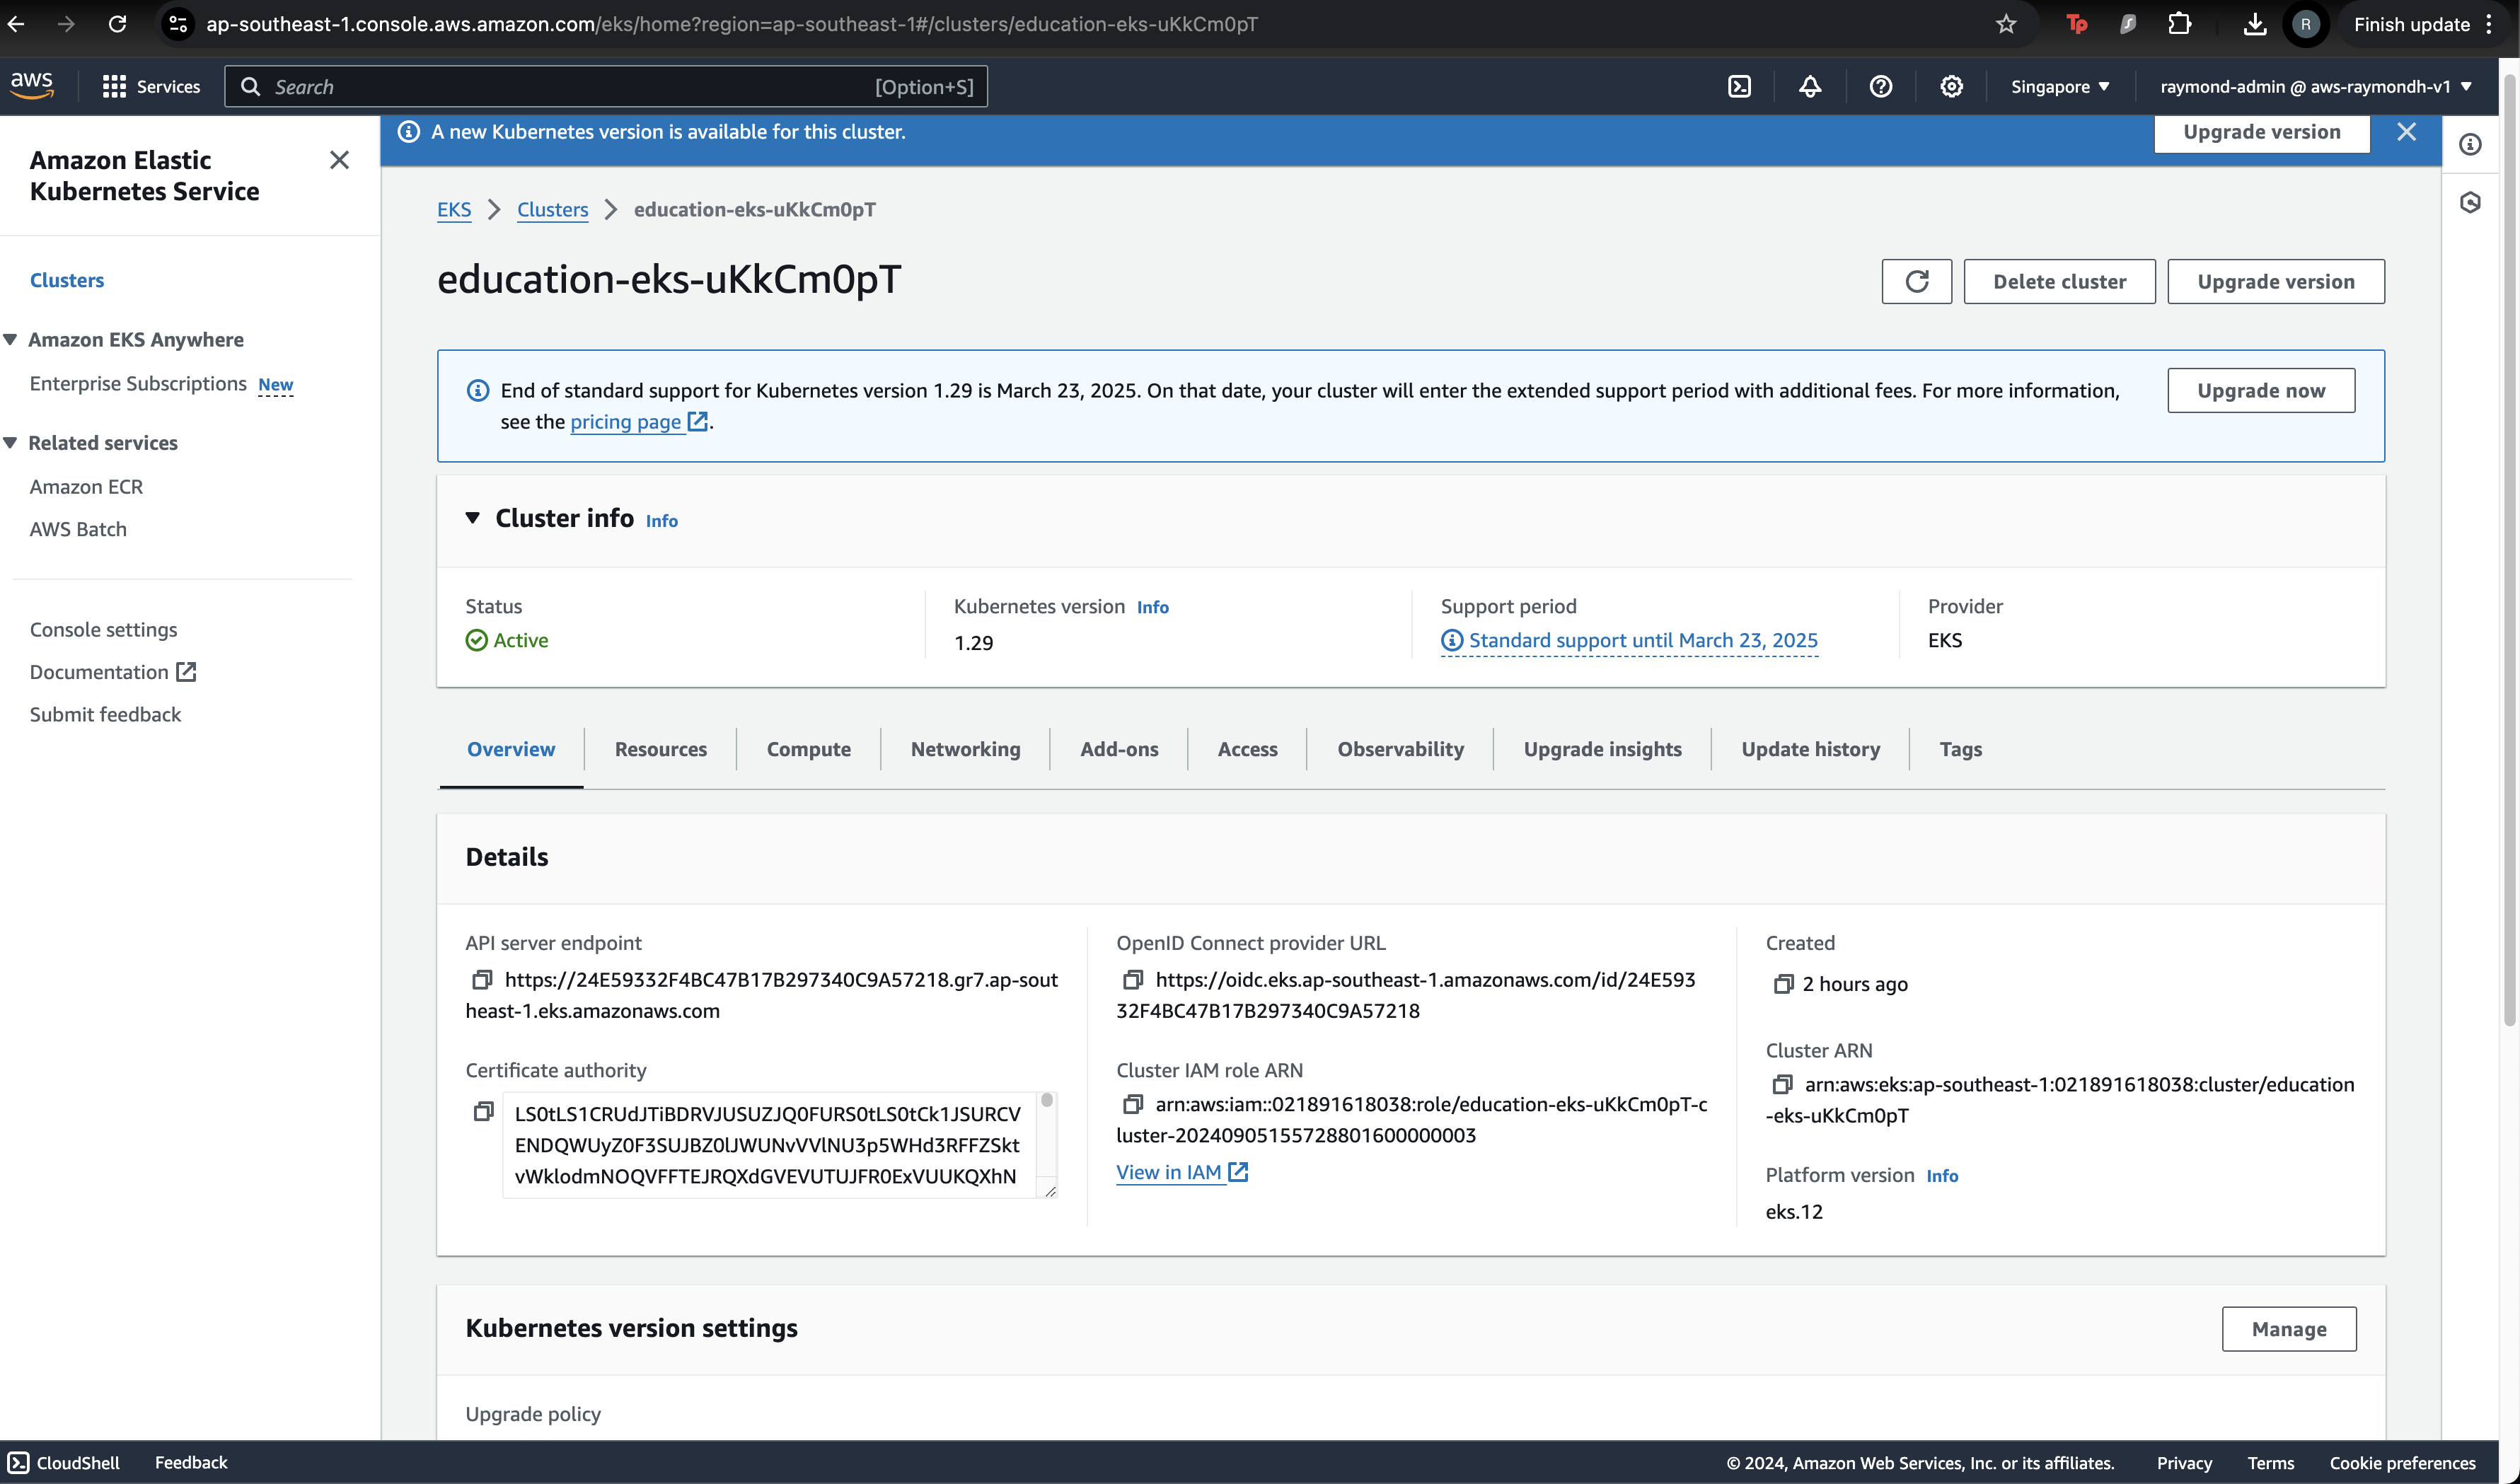 ap-southeast-1.console.aws.amazon.com/eks/home?region=ap-southeast-1#/clusters/education-eks-uKkCm0pT
Tp
R
Finish update
aws
Services
Search
[Option+S]
Singapore
raymond-admin @ aws-raymondh-v1
Amazon Elastic
Kubernetes Service
Clusters
Amazon EKS Anywhere
Enterprise Subscriptions New
Related services
Amazon ECR
AWS Batch
Console settings
Documentation
Submit feedback
A new Kubernetes version is available for this cluster.
Upgrade version
EKS
Clusters
education-eks-uKkCm0pT
education-eks-uKkCm0pT
Delete cluster
Upgrade version
End of standard support for Kubernetes version 1.29 is March 23, 2025. On that date, your cluster will enter the extended support period with additional fees. For more information,
see the pricing page.
Upgrade now
Cluster info Info
Status
Active
Kubernetes version Info
1.29
Support period
Standard support until March 23, 2025
Provider
EKS
Overview
Resources
Compute
Networking
Add-ons
Access
Observability
Upgrade insights
Update history
Tags
Details
API server endpoint
https://24E59332F4BC47B17B297340C9A57218.gr7.ap-sout
heast-1.eks.amazonaws.com
Certificate authority
LS0tLS1CRUdJTiBDRVJUSUZJQ0FURS0tLS0tCk1JSURCV
ENDQWUyZ0F3SUJBZ0lJWUNvVVlNU3p5WHd3RFFZSkt
vWklodmNOQVFFTEJRQXdGVEVUTUJFR0ExVUUKQXhN
OpenID Connect provider URL
https://oidc.eks.ap-southeast-1.amazonaws.com/id/24E593
32F4BC47B17B297340C9A57218
Cluster IAM role ARN
arn:aws:iam::021891618038:role/education-eks-uKkCm0pT-c
luster-20240905155728801600000003
View in IAM
Created
2 hours ago
Cluster ARN
arn:aws:eks:ap-southeast-1:021891618038:cluster/education
-eks-uKkCm0pT
Platform version Info
eks.12
Kubernetes version settings
Manage
Upgrade policy
CloudShell
Feedback
© 2024, Amazon Web Services, Inc. or its affiliates.
Privacy
Terms
Cookie preferences